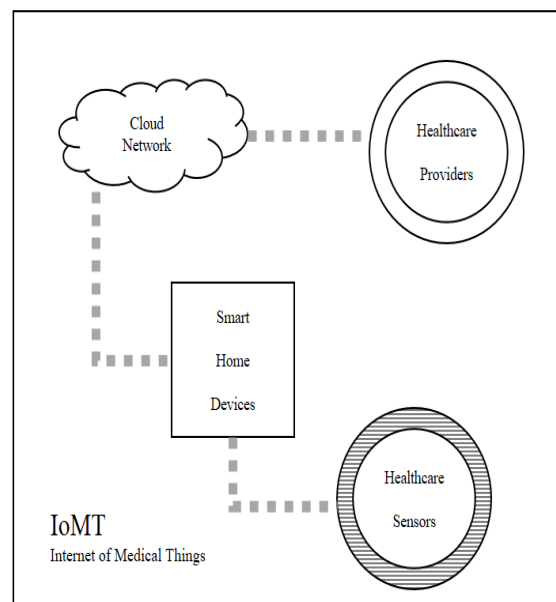 Cloud
Network
Healthcare
Providers
Smart
Home
Devices
Healthcare
Sensors
IoMT
Internet of Medical Things